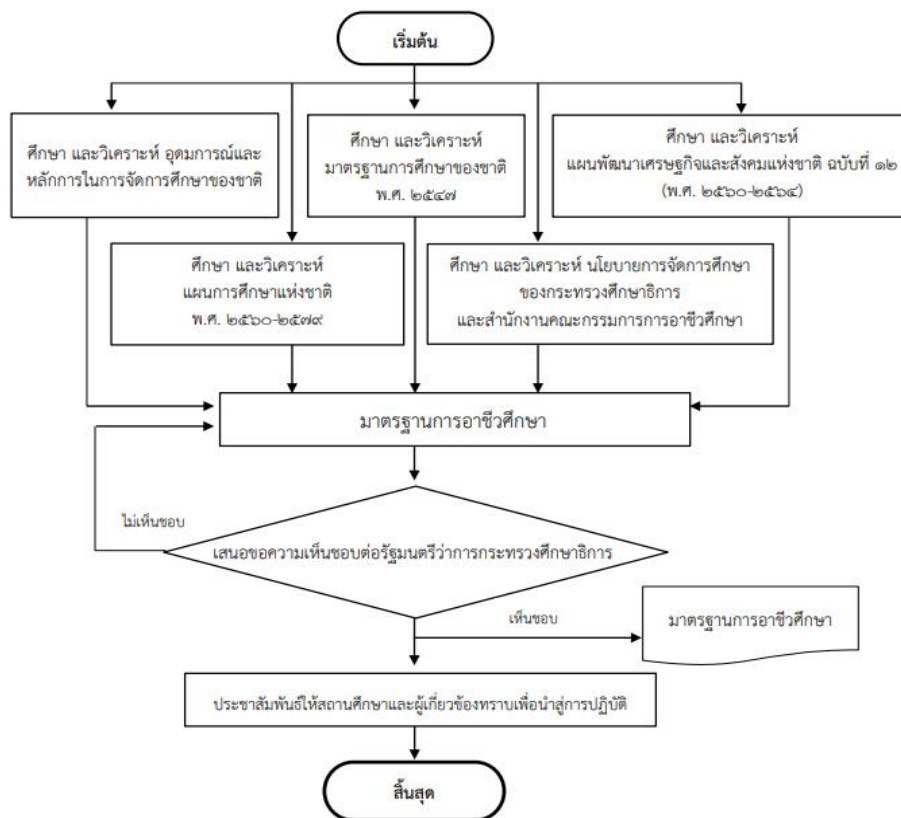 เริ่มต้น
ศึกษา และวิเคราะห์ อุดมการณ์และ
หลักการในการจัดการศึกษาของชาติ
ศึกษา และวิเคราะห์
มาตรฐานการศึกษาของชาติ
พ.ศ. ๒๕๔๗
ศึกษา และวิเคราะห์
แผนพัฒนาเศรษฐกิจและสังคมแห่งชาติ ฉบับที่ ๑๒
(พ.ศ. ๒๕๖๐-๒๕๖๔)
ศึกษา และวิเคราะห์
แผนการศึกษาแห่งชาติ
พ.ศ. ๒๕๖๐-๒๕๗๙
ศึกษา และวิเคราะห์ นโยบายการจัดการศึกษา
ของกระทรวงศึกษาธิการ
และสำนักงานคณะกรรมการการอาชีวศึกษา
มาตรฐานการอาชีวศึกษา
ไม่เห็นชอบ
เสนอขอความเห็นชอบต่อรัฐมนตรีว่าการกระทรวงศึกษาธิการ
เห็นชอบ
มาตรฐานการอาชีวศึกษา
ประชาสัมพันธ์ให้สถานศึกษาและผู้เกี่ยวข้องทราบเพื่อนำสู่การปฏิบัติ
สิ้นสุด